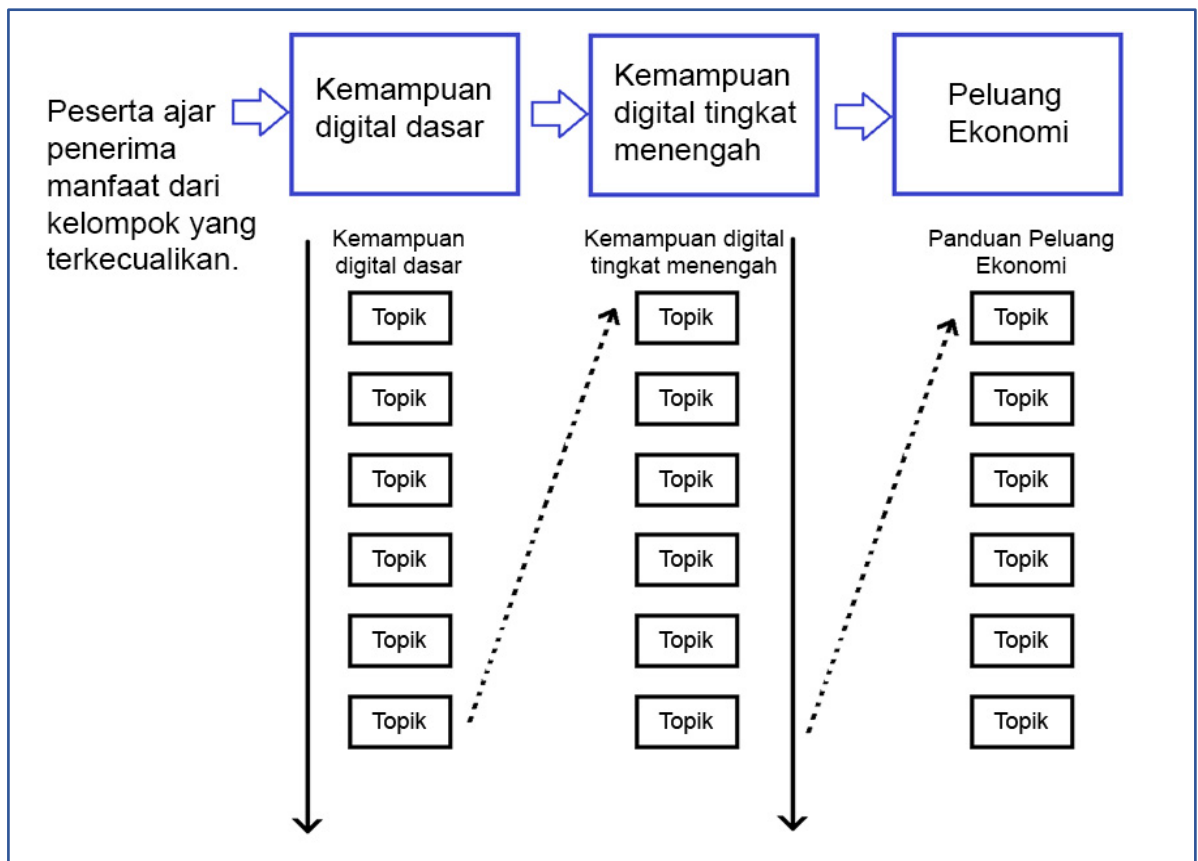 Peserta ajar
penerima
manfaat dari
kelompok yang
terkecualikan.
Kemampuan
digital dasar
Kemampuan
digital tingkat
menengah
Peluang
Ekonomi
Kemampuan
digital dasar
Topik
Topik
Topik
Topik
Topik
Topik
Kemampuan digital
tingkat menengah
Topik
Topik
Topik
Topik
Topik
Topik
Panduan Peluang
Ekonomi
Topik
Topik
Topik
Topik
Topik
Topik